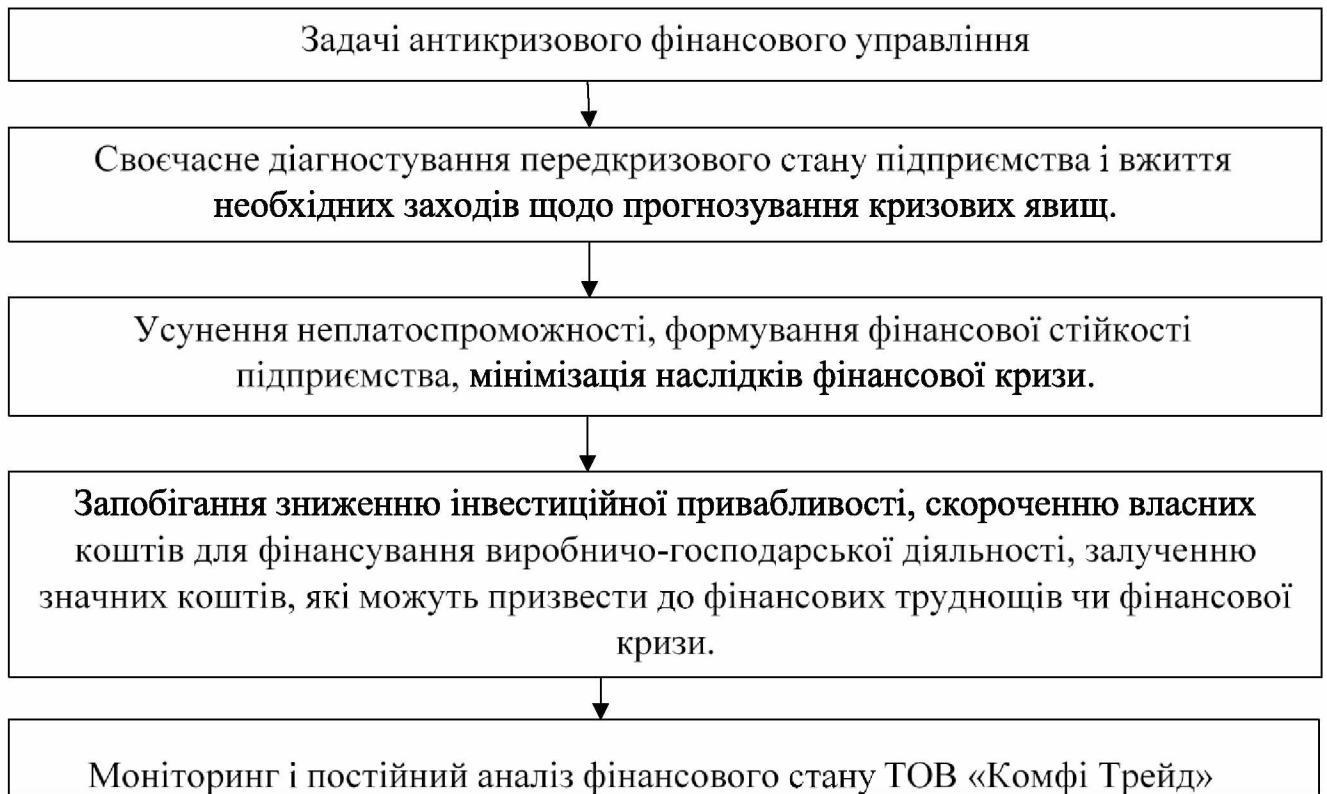 Задачі антикризового фінансового управління
Своєчасне діагностування передкризового стану підприємства і вжиття
необхідних заходів щодо прогнозування кризових явищ.
Усунення неплатоспроможності, формування фінансової стійкості
підприємства, мінімізація наслідків фінансової кризи.
Запобігання зниженню інвестиційної привабливості, скороченню власних
коштів для фінансування виробничо-господарської діяльності, залученню
значних коштів, які можуть призвести до фінансових труднощів чи фінансової
кризи.
Моніторинг і постійний аналіз фінансового стану ТОВ «Комфі Трейд»